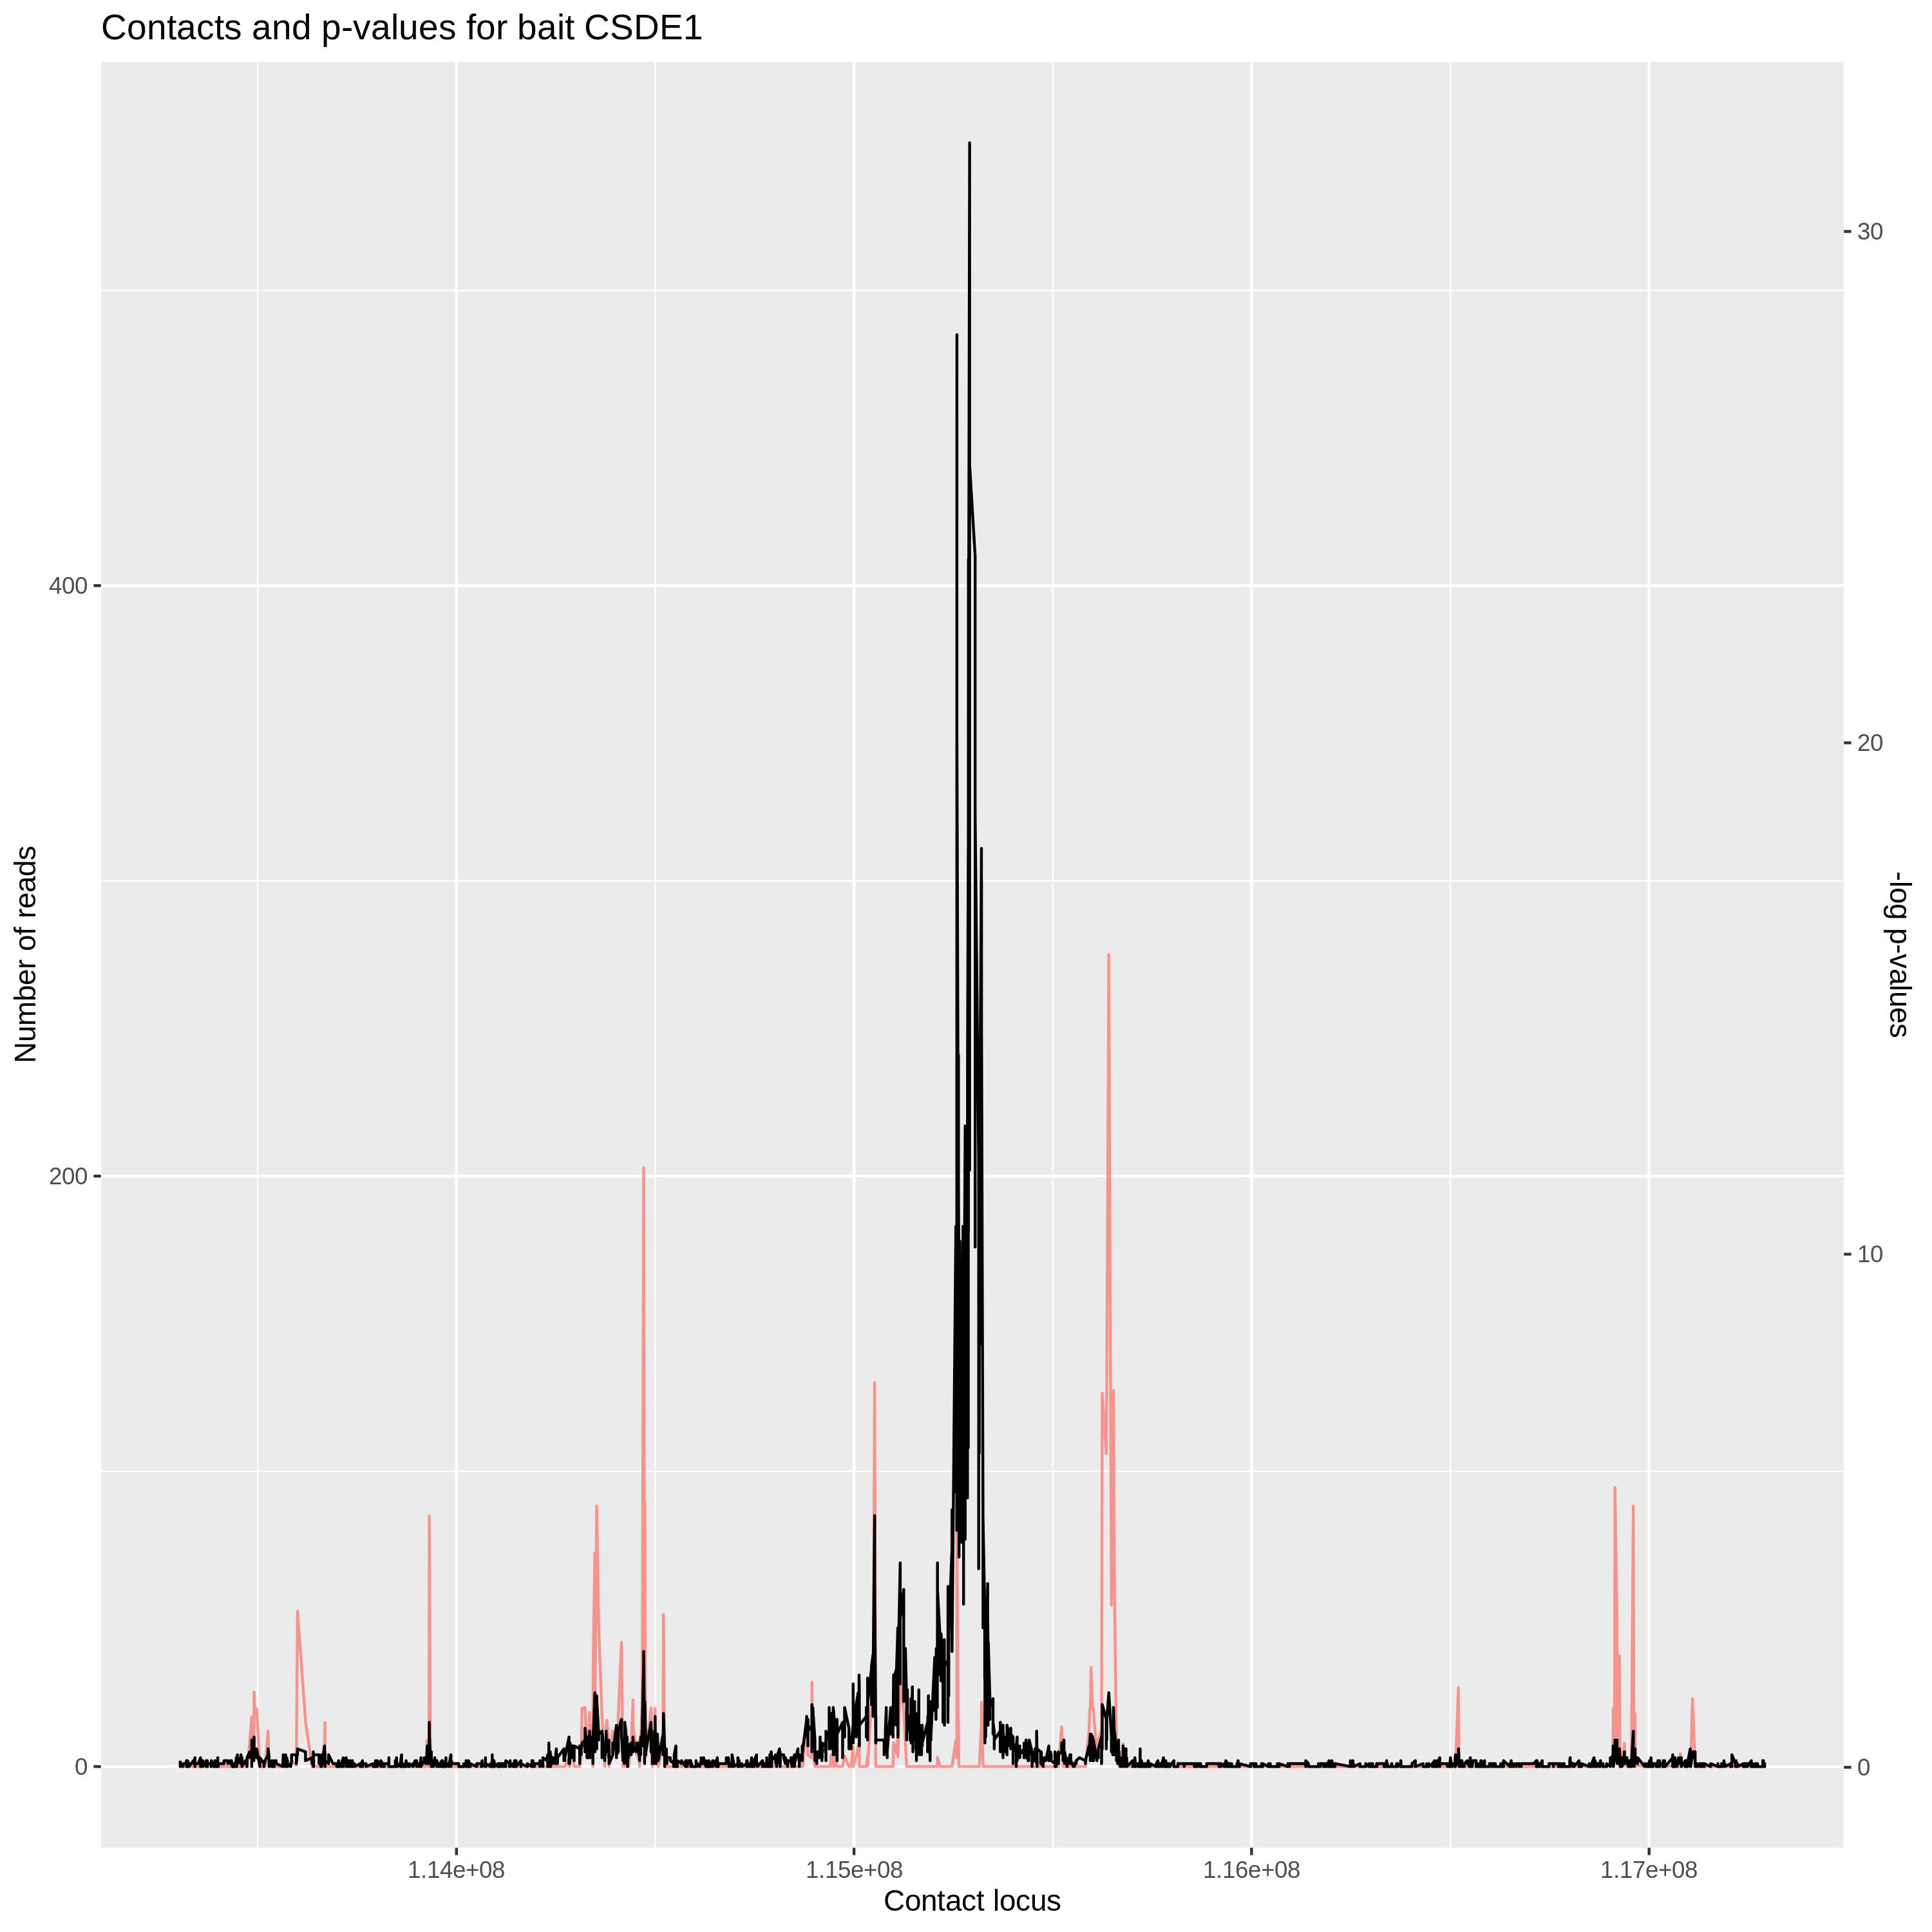 Contacts and p-values for bait CSDE1
400
200
0
Number of reads
30
20
10
0
-log p-values
1.14e+08
1.15e+08
1.16e+08
1.17e+08
Contact locus